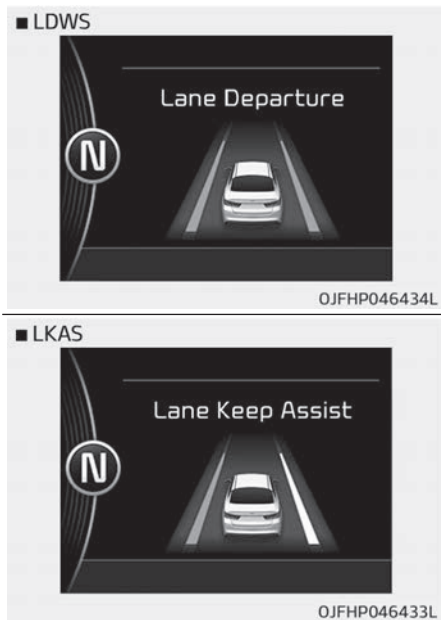 ■ LDWS
Lane Departure
N
OJFHP046434L
■ LKAS
Lane Keep Assist
N
OJFHP046433L